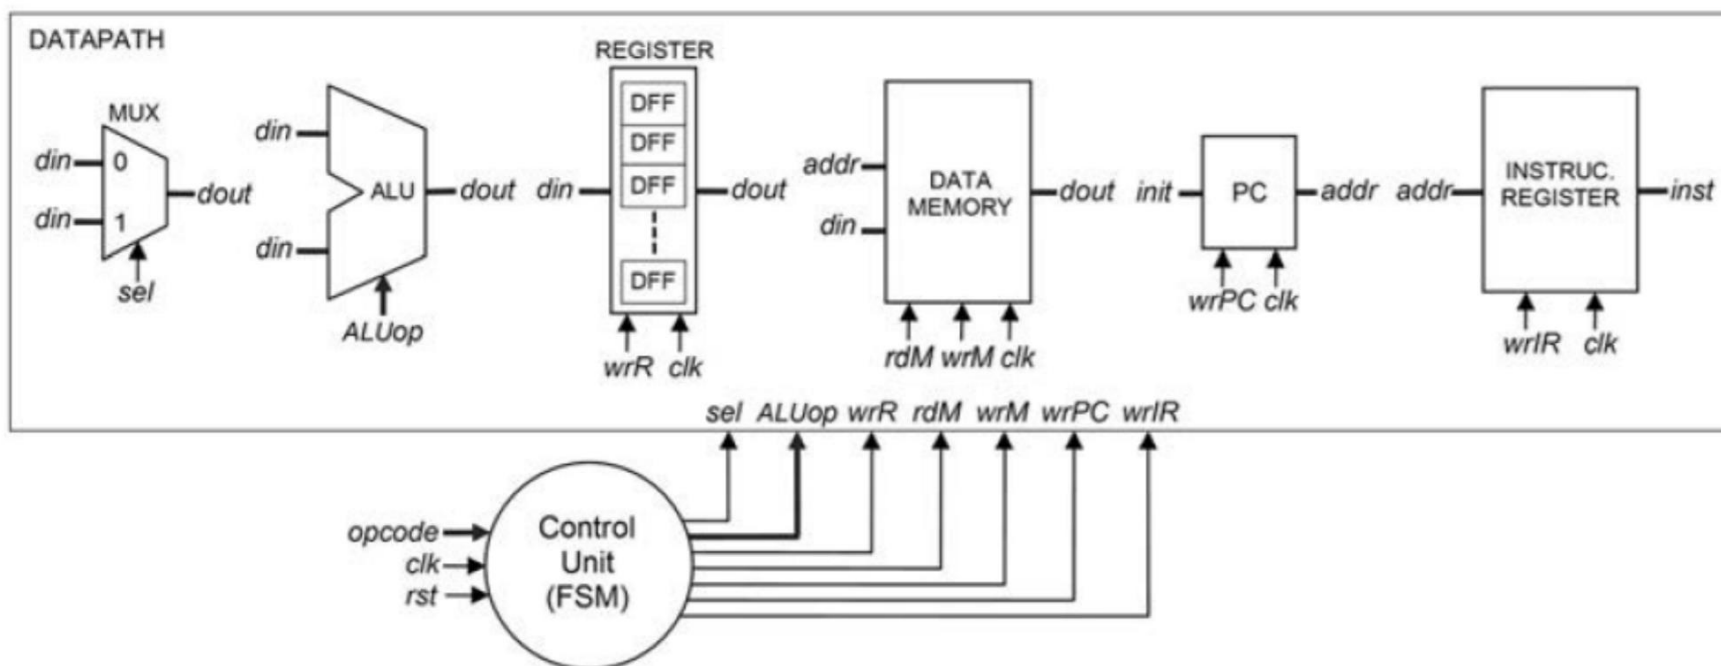 DATAPATH
MUX
din
0
din
1
dout
sel
din
din
ALU
dout
ALUop
REGISTER
din
DFF
DFF
DFF
DFF
dout
wrR clk
addr
din
DATA
MEMORY
dout
rdM wrM clk
init
PC
addr
wrPC clk
addr
INSTRUC.
REGISTER
inst
wrIR clk
sel ALUop wrR rdM wrM wrPC wrIR
opcode
clk
rst
Control
Unit
(FSM)